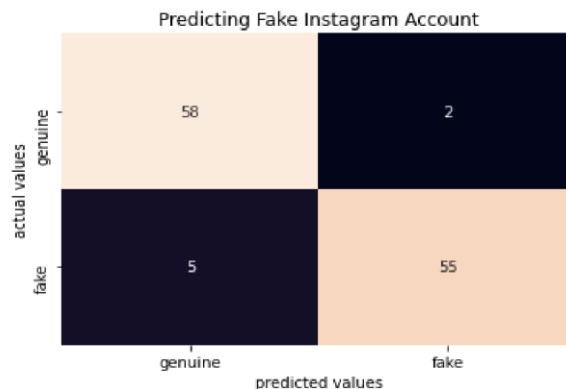 Predicting Fake Instagram Account
actual values
genuine
58
2
fake
5
55
genuine
fake
predicted values